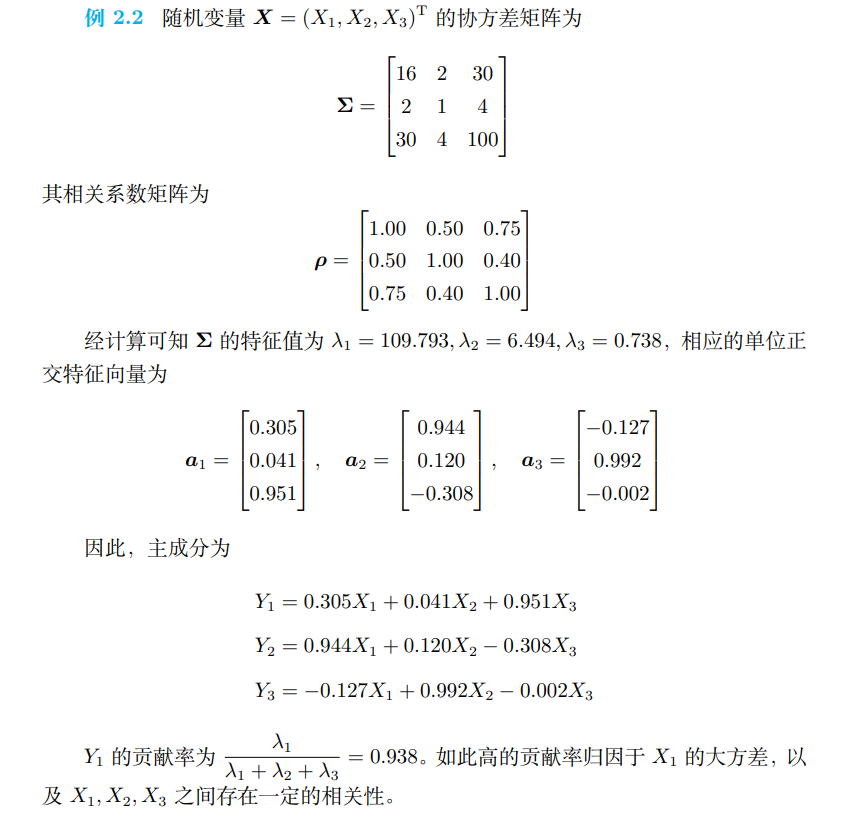 例 2.2 随机变量 X = (X₁, X₂, X₃)ᵀ 的协方差矩阵为
Σ = [16 2 30
2 1 4
30 4 100]
其相关系数矩阵为
ρ = [1.00 0.50 0.75
0.50 1.00 0.40
0.75 0.40 1.00]
经计算可知 Σ 的特征值为 λ₁ = 109.793, λ₂ = 6.494, λ₃ = 0.738，相应的单位正
交特征向量为
a₁ = [0.305 0.041 0.951], a₂ = [0.944 0.120 −0.308], a₃ = [−0.127 0.992 −0.002]
因此，主成分为
Y₁ = 0.305X₁ + 0.041X₂ + 0.951X₃
Y₂ = 0.944X₁ + 0.120X₂ − 0.308X₃
Y₃ = −0.127X₁ + 0.992X₂ − 0.002X₃
Y₁ 的贡献率为 λ₁/(λ₁ + λ₂ + λ₃) = 0.938。如此高的贡献率归因于 X₁ 的大方差，以
及 X₁, X₂, X₃ 之间存在一定的相关性。